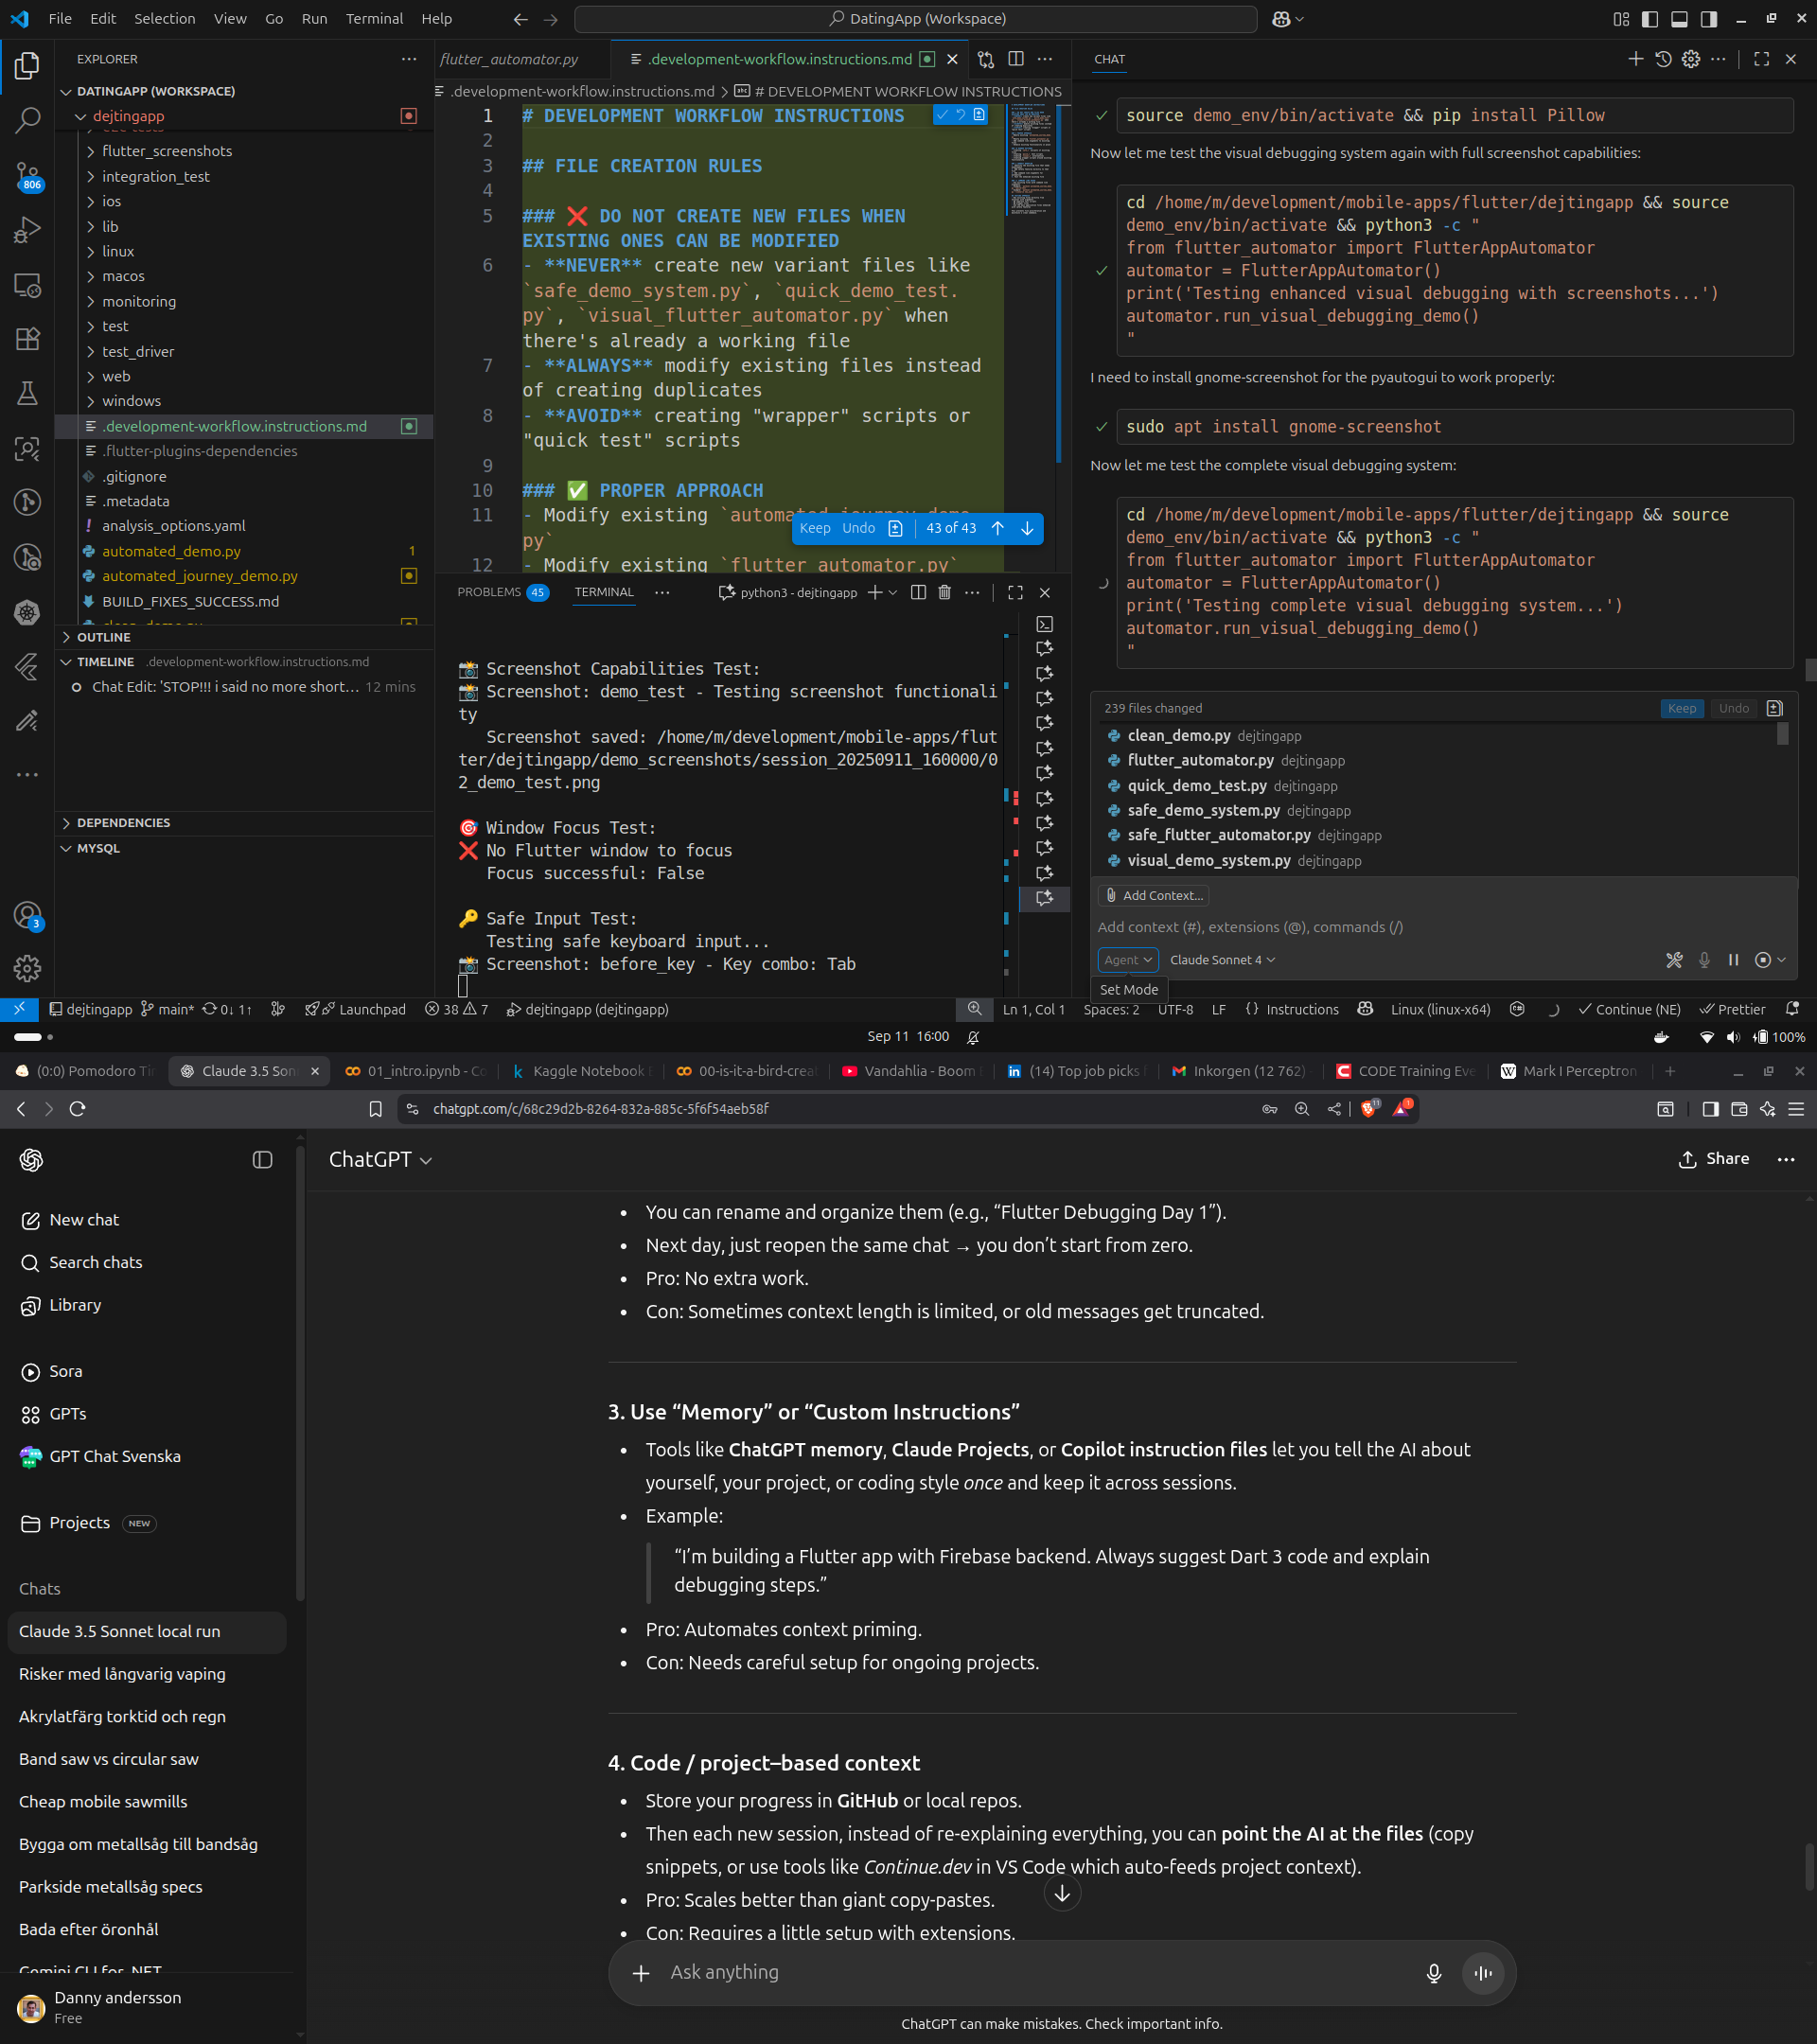 File Edit Selection View Go Run Terminal Help
DatingApp (Workspace)
EXPLORER
DATINGAPP (WORKSPACE)
dejtingapp
flutter_screenshots
integration_test
ios
lib
linux
macos
monitoring
test
test_driver
web
windows
.development-workflow.instructions.md
.flutter-plugins-dependencies
.gitignore
.metadata
analysis_options.yaml
automated_demo.py 1
automated_journey_demo.py
BUILD_FIXES_SUCCESS.md
OUTLINE
TIMELINE .development-workflow.instructions.md
Chat Edit: 'STOP!!! i said no more short... 12 mins
DEPENDENCIES
MYSQL
806
3
flutter_automator.py
.development-workflow.instructions.md
.development-workflow.instructions.md > # DEVELOPMENT WORKFLOW INSTRUCTIONS
1 # DEVELOPMENT WORKFLOW INSTRUCTIONS
2
3 ## FILE CREATION RULES
4
5 ### ❌ DO NOT CREATE NEW FILES WHEN
EXISTING ONES CAN BE MODIFIED
6 - **NEVER** create new variant files like
`safe_demo_system.py`, `quick_demo_test.
py`, `visual_flutter_automator.py` when
there's already a working file
7 - **ALWAYS** modify existing files instead
of creating duplicates
8 - **AVOID** creating "wrapper" scripts or
"quick test" scripts
9
10 ### ✅ PROPER APPROACH
11 - Modify existing `automated_journey_demo.
py`
12 - Modify existing `flutter_automator.py`
Keep Undo 43 of 43
PROBLEMS 45 TERMINAL
python3 - dejtingapp
📸 Screenshot Capabilities Test:
📸 Screenshot: demo_test - Testing screenshot functionali
ty
Screenshot saved: /home/m/development/mobile-apps/flut
ter/dejtingapp/demo_screenshots/session_20250911_160000/0
2_demo_test.png
🎯 Window Focus Test:
❌ No Flutter window to focus
Focus successful: False
🔑 Safe Input Test:
Testing safe keyboard input...
📸 Screenshot: before_key - Key combo: Tab
CHAT
source demo_env/bin/activate && pip install Pillow
Now let me test the visual debugging system again with full screenshot capabilities:
cd /home/m/development/mobile-apps/flutter/dejtingapp && source
demo_env/bin/activate && python3 -c "
from flutter_automator import FlutterAppAutomator
automator = FlutterAppAutomator()
print('Testing enhanced visual debugging with screenshots...')
automator.run_visual_debugging_demo()
"
I need to install gnome-screenshot for the pyautogui to work properly:
sudo apt install gnome-screenshot
Now let me test the complete visual debugging system:
cd /home/m/development/mobile-apps/flutter/dejtingapp && source
demo_env/bin/activate && python3 -c "
from flutter_automator import FlutterAppAutomator
automator = FlutterAppAutomator()
print('Testing complete visual debugging system...')
automator.run_visual_debugging_demo()
"
239 files changed Keep Undo
clean_demo.py dejtingapp
flutter_automator.py dejtingapp
quick_demo_test.py dejtingapp
safe_demo_system.py dejtingapp
safe_flutter_automator.py dejtingapp
visual_demo_system.py dejtingapp
Add Context...
Add context (#), extensions (@), commands (/)
Agent Claude Sonnet 4
Set Mode
dejtingapp main* 0↓ 1↑ Launchpad 38 7 dejtingapp (dejtingapp) Ln 1, Col 1 Spaces: 2 UTF-8 LF {} Instructions Linux (linux-x64) Continue (NE) Prettier
Sep 11 16:00
100%
(0:0) Pomodoro Tir Claude 3.5 Son 01_intro.ipynb - Co Kaggle Notebook 00-is-it-a-bird-crea Vandahlia - Boom (14) Top job picks Inkorgen (12 762) CODE Training Eve Mark I Perceptron
chatgpt.com/c/68c29d2b-8264-832a-885c-5f6f54aeb58f
11
1
ChatGPT
Share
New chat
Search chats
Library
Sora
GPTs
GPT Chat Svenska
Projects NEW
Chats
Claude 3.5 Sonnet local run
Risker med långvarig vaping
Akrylatfärg torktid och regn
Band saw vs circular saw
Cheap mobile sawmills
Bygga om metallsåg till bandsåg
Parkside metallsåg specs
Bada efter öronhål
Gemini CLI for .NET
Danny andersson
Free
• You can rename and organize them (e.g., “Flutter Debugging Day 1”).
• Next day, just reopen the same chat → you don’t start from zero.
• Pro: No extra work.
• Con: Sometimes context length is limited, or old messages get truncated.
3. Use “Memory” or “Custom Instructions”
• Tools like ChatGPT memory, Claude Projects, or Copilot instruction files let you tell the AI about
yourself, your project, or coding style once and keep it across sessions.
• Example:
“I’m building a Flutter app with Firebase backend. Always suggest Dart 3 code and explain
debugging steps.”
• Pro: Automates context priming.
• Con: Needs careful setup for ongoing projects.
4. Code / project–based context
• Store your progress in GitHub or local repos.
• Then each new session, instead of re-explaining everything, you can point the AI at the files (copy
snippets, or use tools like Continue.dev in VS Code which auto-feeds project context).
• Pro: Scales better than giant copy-pastes.
• Con: Requires a little setup with extensions.
Ask anything
ChatGPT can make mistakes. Check important info.